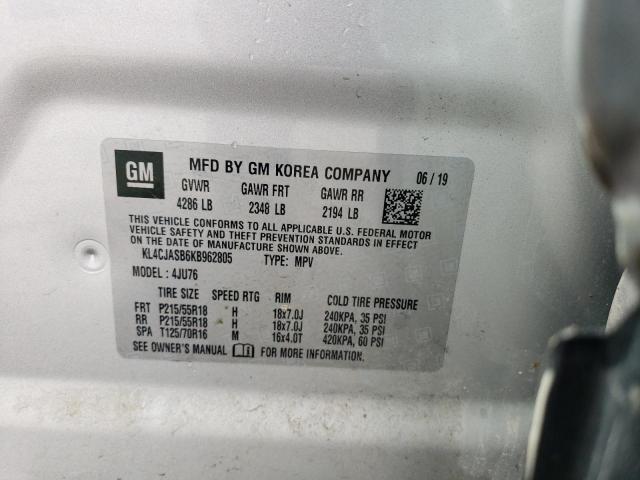 GM MFD BY GM KOREA COMPANY 06 / 19
GVWR GAWR FRT GAWR RR
4286 LB 2348 LB 2194 LB
THIS VEHICLE CONFORMS TO ALL APPLICABLE U.S. FEDERAL MOTOR
VEHICLE SAFETY AND THEFT PREVENTION STANDARDS IN EFFECT
ON THE DATE OF MANUFACTURE SHOWN ABOVE.
KL4CJASB6KB962805 TYPE: MPV
MODEL : 4JU76
TIRE SIZE SPEED RTG RIM COLD TIRE PRESSURE
FRT P215/55R18 H 18x7.0J 240KPA, 35 PSI
RR P215/55R18 H 18x7.0J 240KPA, 35 PSI
SPA T125/70R16 M 16x4.0T 420KPA, 60 PSI
SEE OWNER'S MANUAL FOR MORE INFORMATION.